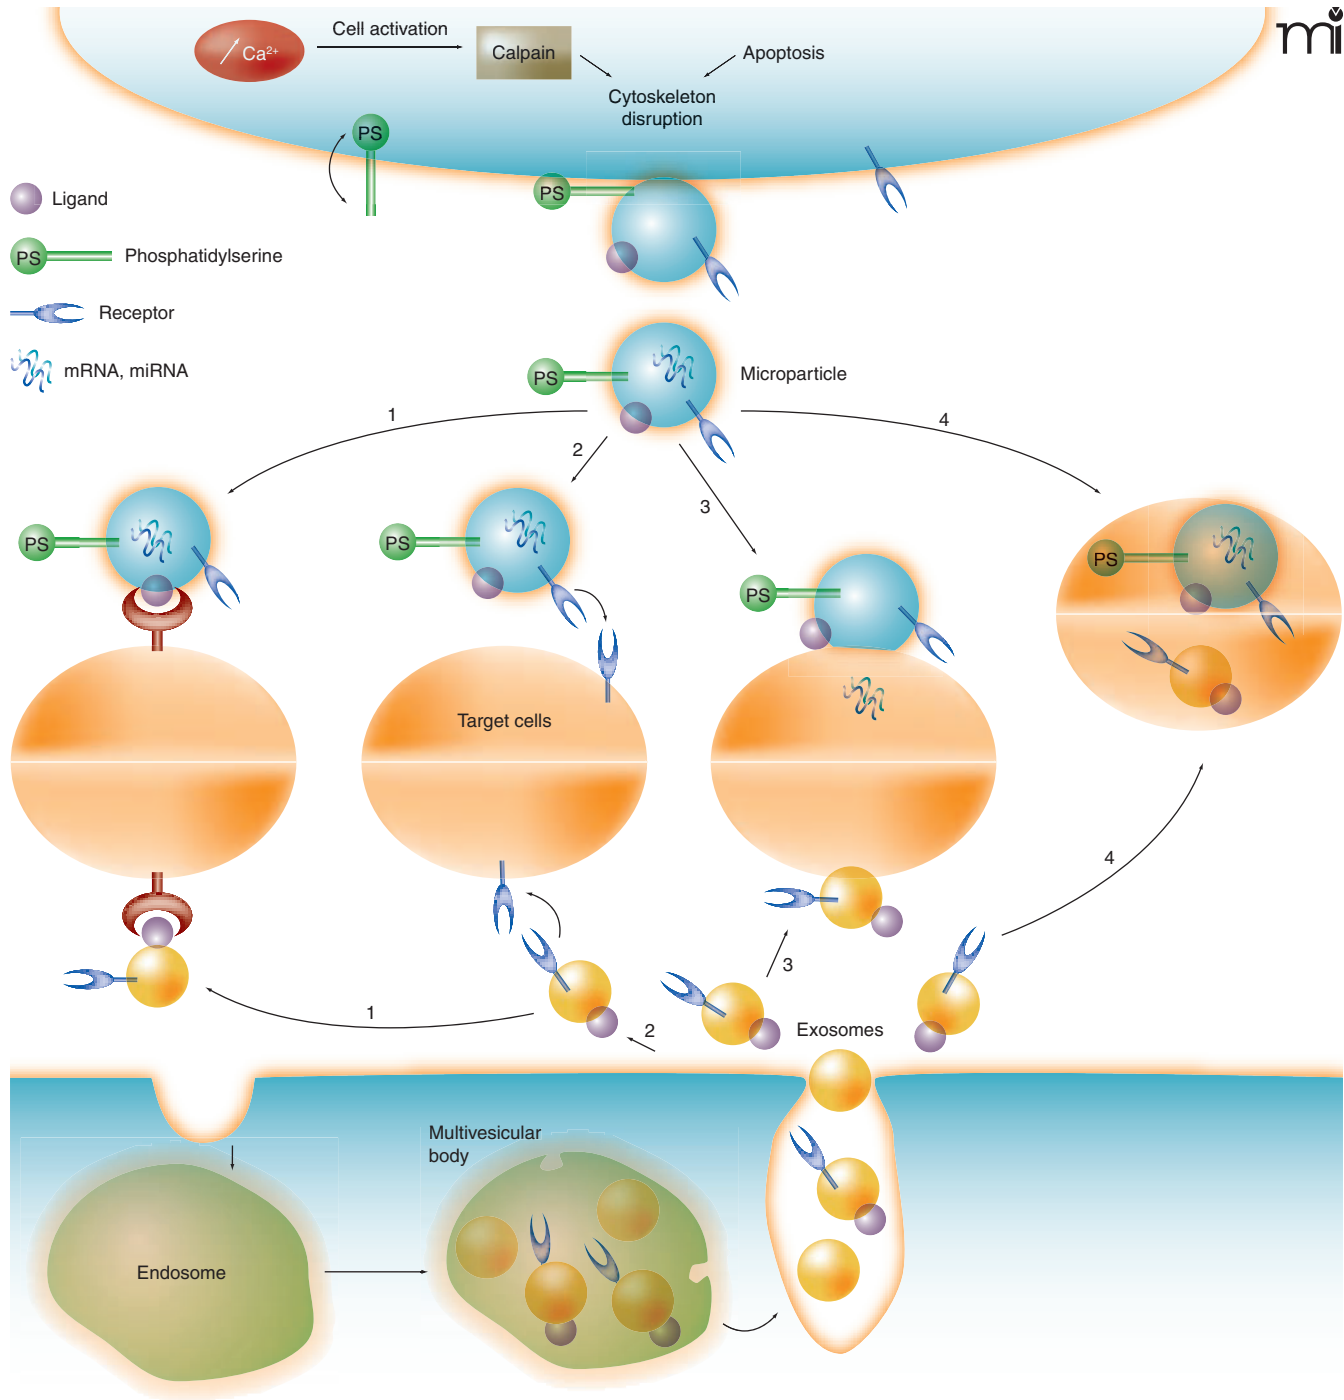 mi
Ca²⁺
Cell activation
Calpain
Apoptosis
Cytoskeleton
disruption
PS
PS
Ligand
PS
Phosphatidylserine
Receptor
mRNA, miRNA
PS
Microparticle
1
2
3
4
PS
PS
PS
PS
Target cells
4
3
1
2
Exosomes
Multivesicular
body
Endosome